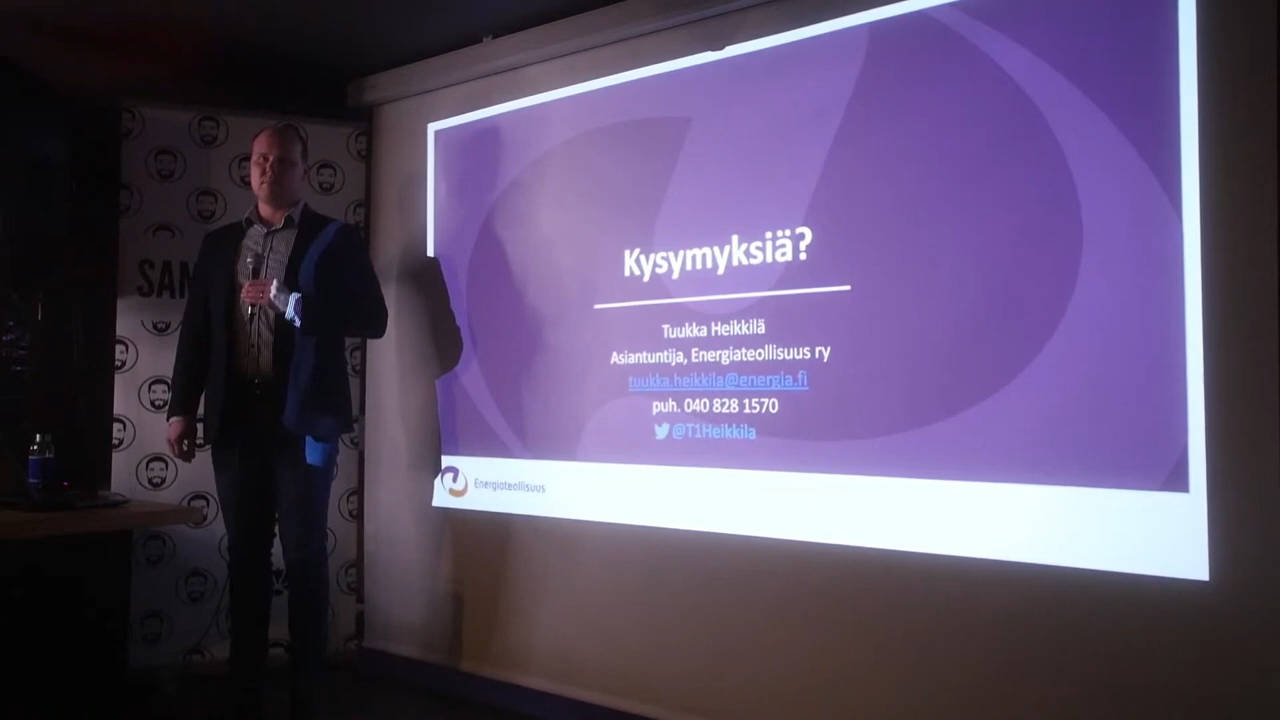 SAM
Kysymyksiä?
Tuukka Heikkilä
Asiantuntija, Energiateollisuus ry
tuukka.heikkila@energia.fi
puh. 040 828 1570
@T1Heikkila
Energiateollisuus